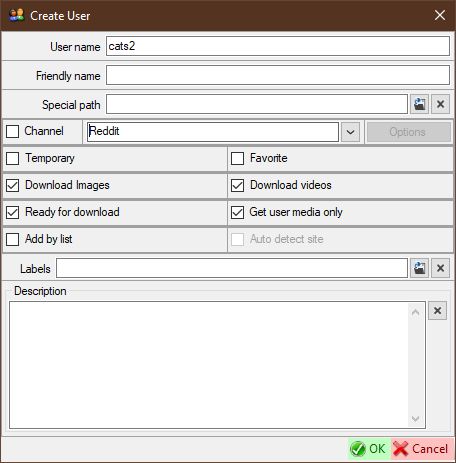 Create User
User name cats2
Friendly name
Special path
Channel Reddit Options
Temporary Favorite
Download Images Download videos
Ready for download Get user media only
Add by list Auto detect site
Labels
Description
OK Cancel